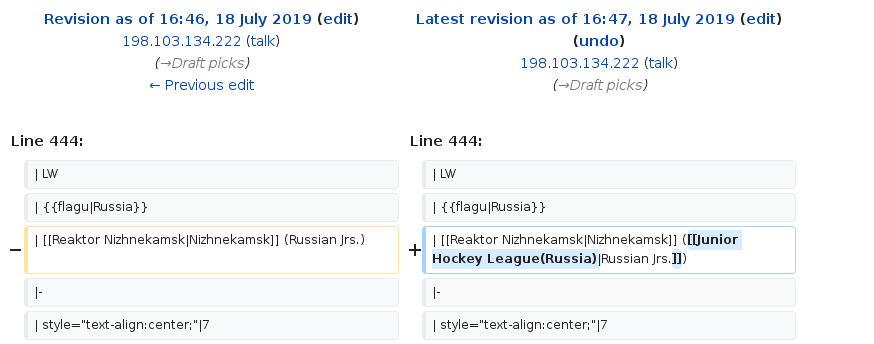 Revision as of 16:46, 18 July 2019 (edit)
198.103.134.222 (talk)
(→Draft picks)
← Previous edit
Latest revision as of 16:47, 18 July 2019 (edit)
(undo)
198.103.134.222 (talk)
(→Draft picks)
Line 444:
Line 444:
| LW
| LW
| {{flagu|Russia}}
| {{flagu|Russia}}
− | [[Reaktor Nizhnekamsk|Nizhnekamsk]] (Russian Jrs.)
+ | [[Reaktor Nizhnekamsk|Nizhnekamsk]] ([[Junior
Hockey League(Russia)|Russian Jrs.]])
|-
|-
| style="text-align:center;"|7
| style="text-align:center;"|7